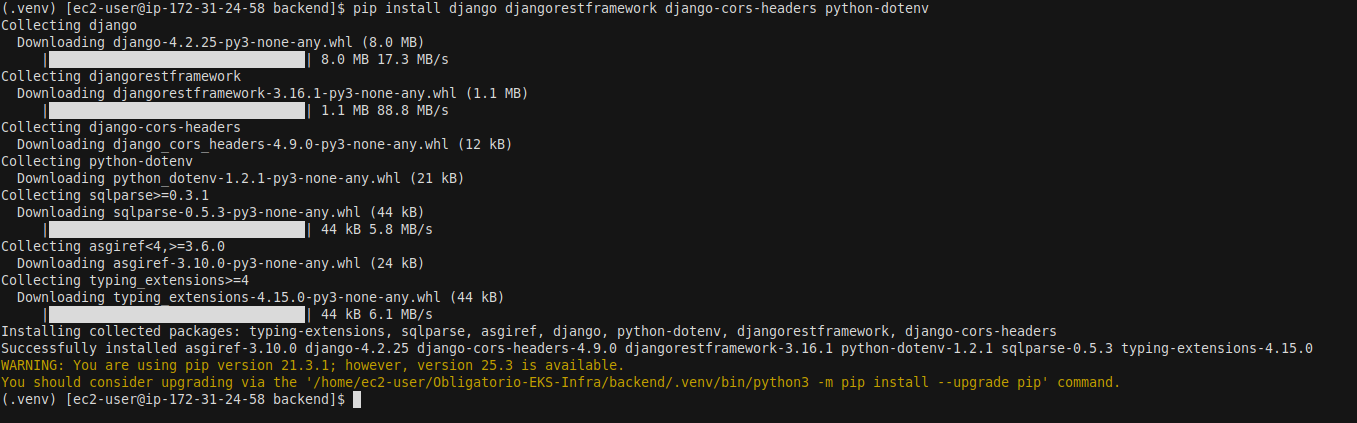 (.venv) [ec2-user@ip-172-31-24-58 backend]$ pip install django djangorestframework django-cors-headers python-dotenv
Collecting django
  Downloading django-4.2.25-py3-none-any.whl (8.0 MB)
     |████████████████████████████████| 8.0 MB 17.3 MB/s
Collecting djangorestframework
  Downloading djangorestframework-3.16.1-py3-none-any.whl (1.1 MB)
     |████████████████████████████████| 1.1 MB 88.8 MB/s
Collecting django-cors-headers
  Downloading django_cors_headers-4.9.0-py3-none-any.whl (12 kB)
Collecting python-dotenv
  Downloading python_dotenv-1.2.1-py3-none-any.whl (21 kB)
Collecting sqlparse>=0.3.1
  Downloading sqlparse-0.5.3-py3-none-any.whl (44 kB)
     |████████████████████████████████| 44 kB 5.8 MB/s
Collecting asgiref<4,>=3.6.0
  Downloading asgiref-3.10.0-py3-none-any.whl (24 kB)
Collecting typing_extensions>=4
  Downloading typing_extensions-4.15.0-py3-none-any.whl (44 kB)
     |████████████████████████████████| 44 kB 6.1 MB/s
Installing collected packages: typing-extensions, sqlparse, asgiref, django, python-dotenv, djangorestframework, django-cors-headers
Successfully installed asgiref-3.10.0 django-4.2.25 django-cors-headers-4.9.0 djangorestframework-3.16.1 python-dotenv-1.2.1 sqlparse-0.5.3 typing-extensions-4.15.0
WARNING: You are using pip version 21.3.1; however, version 25.3 is available.
You should consider upgrading via the '/home/ec2-user/Obligatorio-EKS-Infra/backend/.venv/bin/python3 -m pip install --upgrade pip' command.
(.venv) [ec2-user@ip-172-31-24-58 backend]$